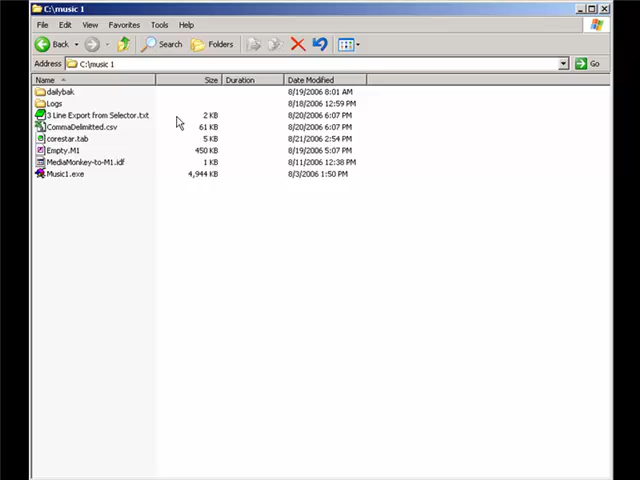 C:\music 1
File Edit View Favorites Tools Help
Back Search Folders
Address C:\music 1 Go
Name Size Duration Date Modified
dailybak 8/19/2006 8:01 AM
Logs 8/18/2006 12:59 PM
3 Line Export from Selector.txt 2 KB 8/20/2006 6:07 PM
CommaDelimitted.csv 61 KB 8/20/2006 6:07 PM
corestar.tab 5 KB 8/21/2006 2:54 PM
Empty.M1 450 KB 8/19/2006 5:07 PM
MediaMonkey-to-M1.idf 1 KB 8/11/2006 12:38 PM
Music1.exe 4,944 KB 8/3/2006 1:50 PM